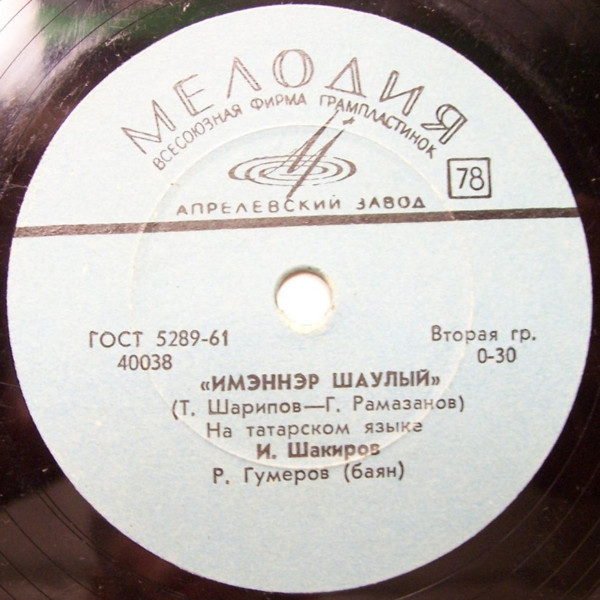 МЕЛОДИЯ
ВСЕСОЮЗНАЯ ФИРМА ГРАМПЛАСТИНОК
78
АПРЕЛЕВСКИЙ ЗАВОД
ГОСТ 5289-61
40038
Вторая гр.
0-30
«ИМЭННЭР ШАУЛЫЙ»
(Т. Шарипов—Г. Рамазанов)
На татарском языке
И. Шакиров
Р. Гумеров (баян)